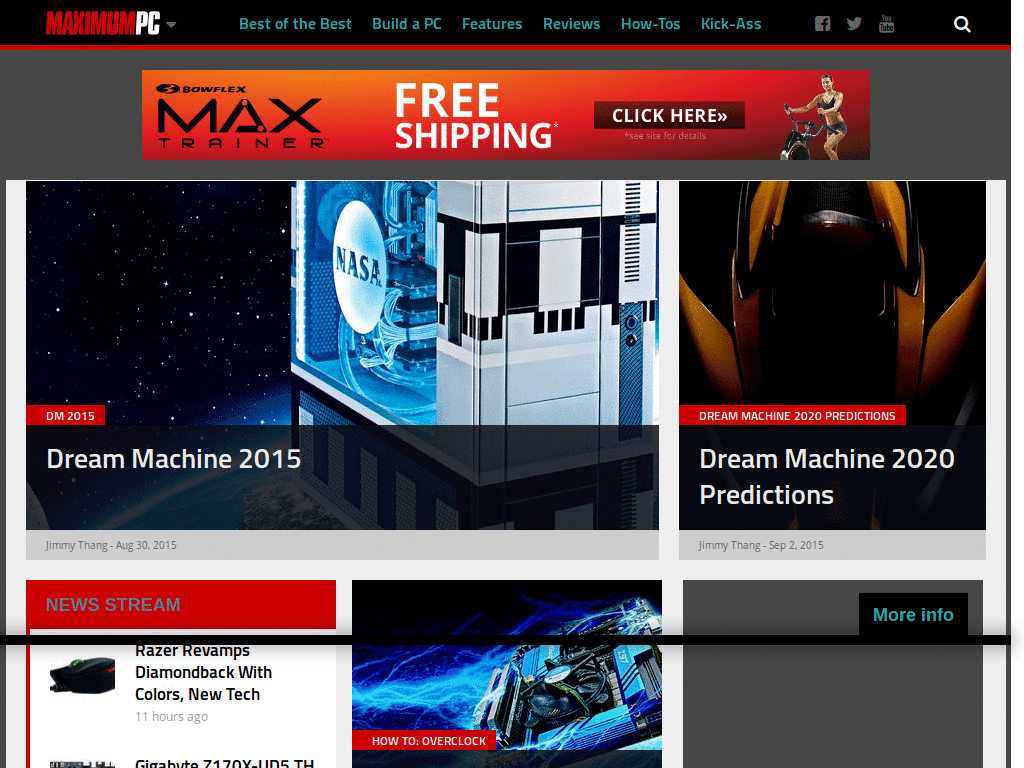 MAXIMUMPC
Best of the Best
Build a PC
Features
Reviews
How-Tos
Kick-Ass
You
Tube
BOWFLEX
MAX
TRAINER
FREE
SHIPPING*
CLICK HERE»
*see site for details
NASA
DM 2015
Dream Machine 2015
Jimmy Thang - Aug 30, 2015
DREAM MACHINE 2020 PREDICTIONS
Dream Machine 2020
Predictions
Jimmy Thang - Sep 2, 2015
NEWS STREAM
Razer Revamps
Diamondback With
Colors, New Tech
11 hours ago
Gigabyte Z170X-UD5 TH
HOW TO: OVERCLOCK
More info